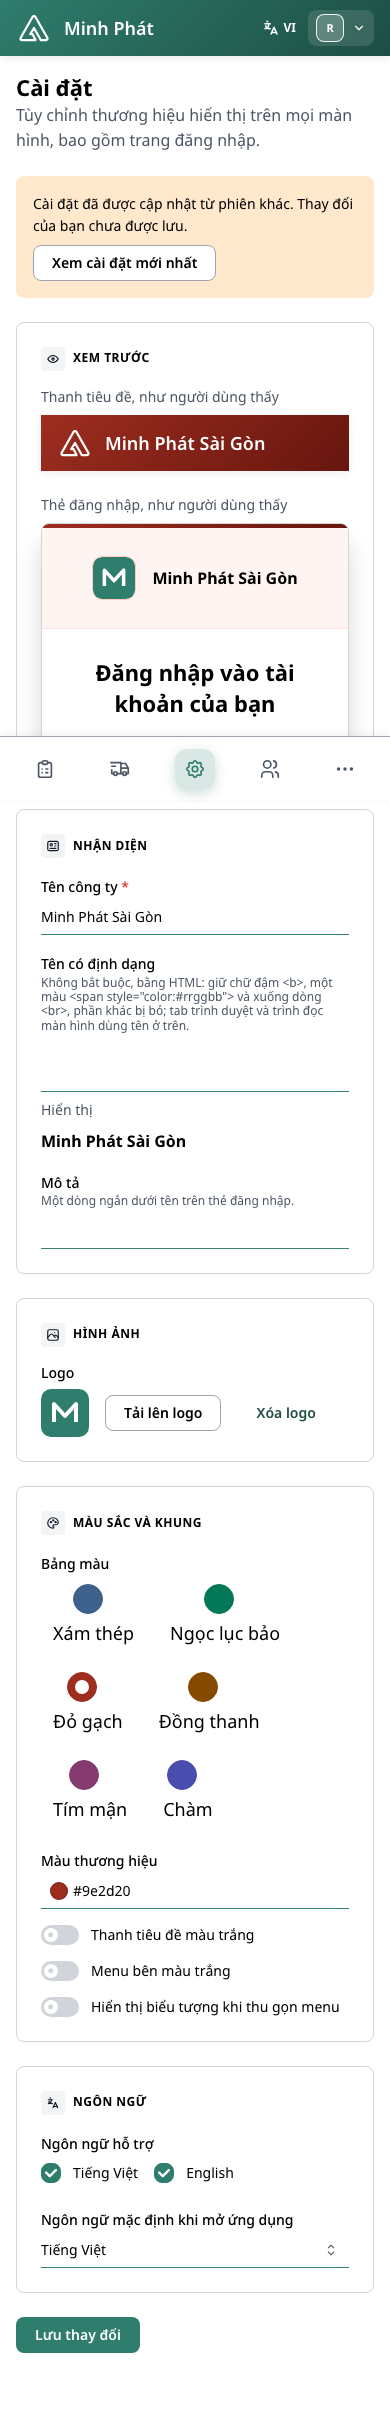 Minh Phát
VI
R
Cài đặt
Tùy chỉnh thương hiệu hiển thị trên mọi màn
hình, bao gồm trang đăng nhập.
Cài đặt đã được cập nhật từ phiên khác. Thay đổi
của bạn chưa được lưu.
Xem cài đặt mới nhất
XEM TRƯỚC
Thanh tiêu đề, như người dùng thấy
Minh Phát Sài Gòn
Thẻ đăng nhập, như người dùng thấy
Minh Phát Sài Gòn
Đăng nhập vào tài
khoản của bạn
NHẬN DIỆN
Tên công ty *
Minh Phát Sài Gòn
Tên có định dạng
Không bắt buộc, bằng HTML: giữ chữ đậm <b>, một
màu <span style="color:#rrggbb"> và xuống dòng
<br>, phần khác bị bỏ; tab trình duyệt và trình đọc
màn hình dùng tên ở trên.
Hiển thị
Minh Phát Sài Gòn
Mô tả
Một dòng ngắn dưới tên trên thẻ đăng nhập.
HÌNH ẢNH
Logo
Tải lên logo
Xóa logo
MÀU SẮC VÀ KHUNG
Bảng màu
Xám thép
Ngọc lục bảo
Đỏ gạch
Đồng thanh
Tím mận
Chàm
Màu thương hiệu
#9e2d20
Thanh tiêu đề màu trắng
Menu bên màu trắng
Hiển thị biểu tượng khi thu gọn menu
NGÔN NGỮ
Ngôn ngữ hỗ trợ
Tiếng Việt
English
Ngôn ngữ mặc định khi mở ứng dụng
Tiếng Việt
Lưu thay đổi